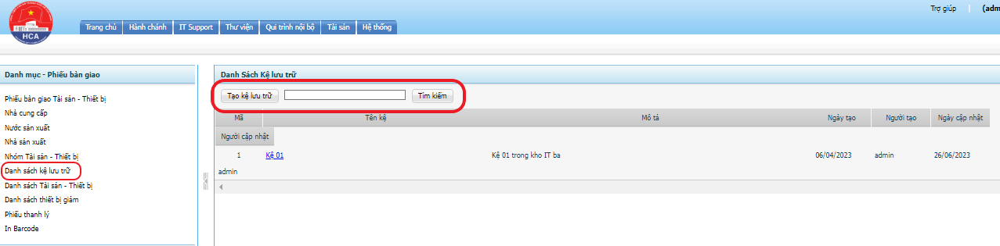 Trợ giúp | (adm
HCA
Trang chủ Hành chánh IT Support Thư viện Qui trình nội bộ Tài sản Hệ thống
Danh mục - Phiếu bàn giao
Phiếu bàn giao Tài sản - Thiết bị
Nhà cung cấp
Nước sản xuất
Nhà sản xuất
Nhóm Tài sản - Thiết bị
Danh sách kệ lưu trữ
Danh sách Tài sản - Thiết bị
Danh sách thiết bị giảm
Phiếu thanh lý
In Barcode
Danh Sách Kệ lưu trữ
Tạo kệ lưu trữ Tìm kiếm
Mã Tên kệ Mô tả Ngày tạo Người tạo Ngày cập nhật
Người cập nhật
1 Kệ 01 Kệ 01 trong kho IT ba 06/04/2023 admin 26/06/2023
admin